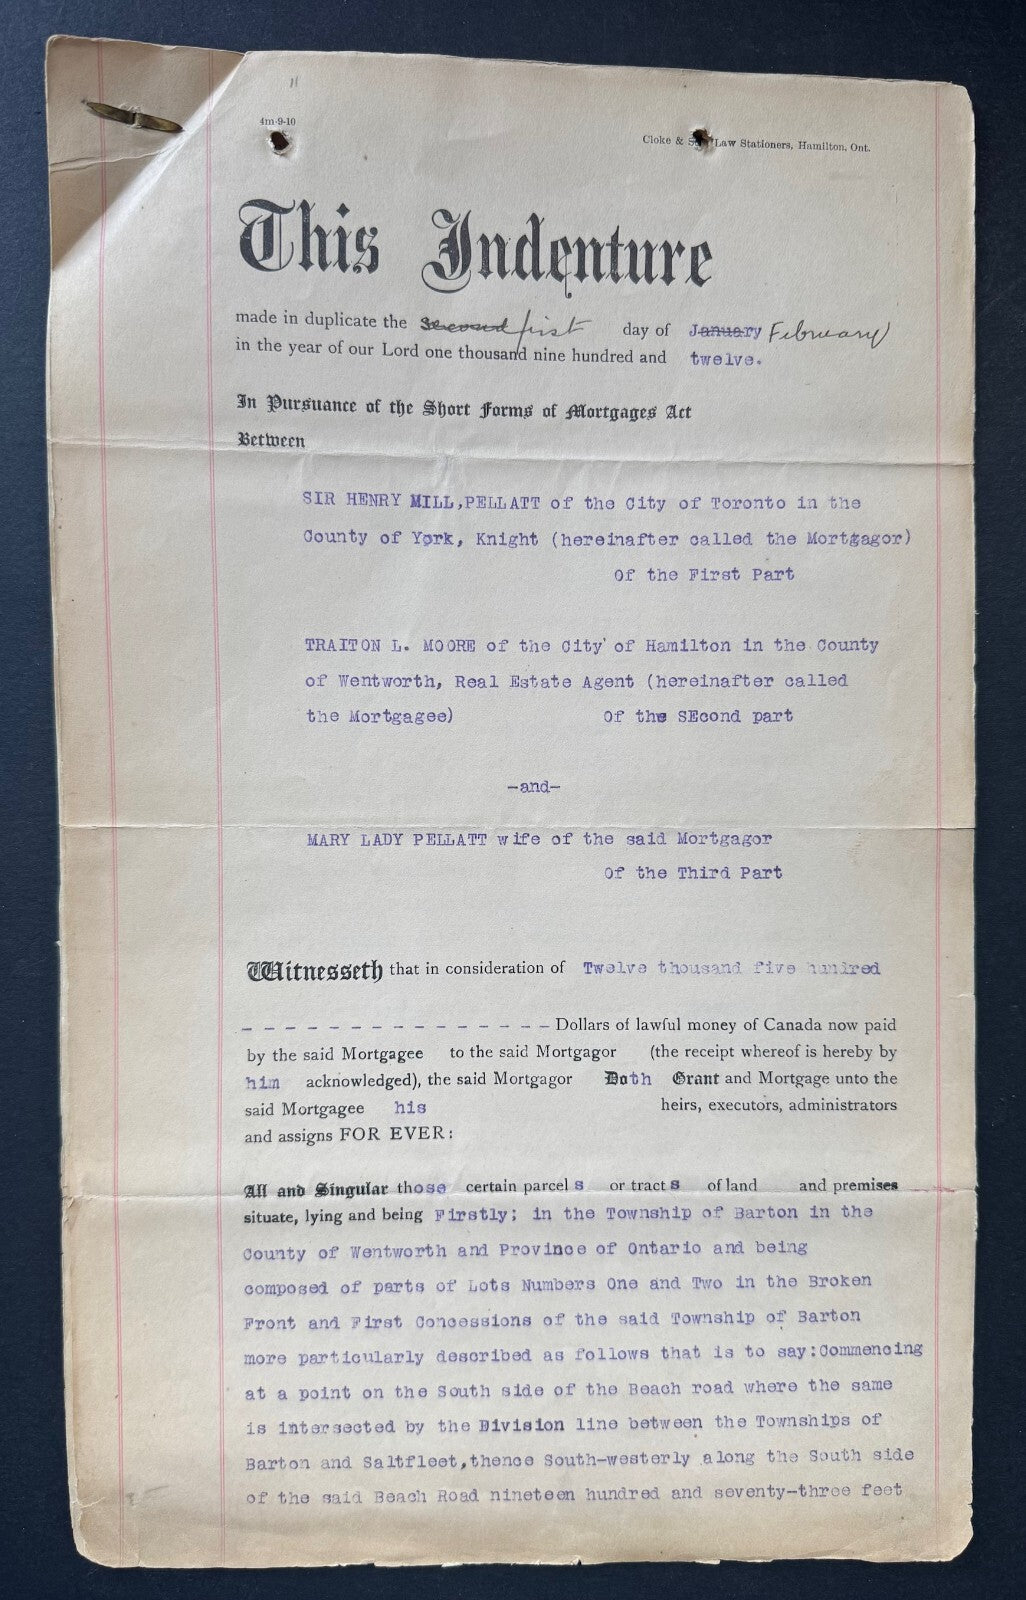 11
4m-9-10
Cloke & Law Stationers, Hamilton, Ont.
This Indenture
made in duplicate the second first day of January February
in the year of our Lord one thousand nine hundred and twelve.
In Pursuance of the Short Forms of Mortgages Act
Between
SIR HENRY MILL,PELLATT of the City of Toronto in the
County of York, Knight (hereinafter called the Mortgagor)
Of the First Part
TRAITON L. MOORE of the City of Hamilton in the County
of Wentworth, Real Estate Agent (hereinafter called
the Mortgagee) Of the SEcond part
-and-
MARY LADY PELLATT wife of the said Mortgagor
Of the Third Part
Witnesseth that in consideration of Twelve thousand five hundred
- - - - - - - - - - - - - - - - Dollars of lawful money of Canada now paid
by the said Mortgagee to the said Mortgagor (the receipt whereof is hereby by
him acknowledged), the said Mortgagor Doth Grant and Mortgage unto the
said Mortgagee his heirs, executors, administrators
and assigns FOR EVER:
All and Singular those certain parcel s or tract s of land and premises
situate, lying and being Firstly; in the Township of Barton in the
County of Wentworth and Province of Ontario and being
composed of parts of Lots Numbers One and Two in the Broken
Front and First Concessions of the said Township of Barton
more particularly described as follows that is to say:Commencing
at a point on the South side of the Beach road where the same
is intersected by the Division line between the Townships of
Barton and Saltfleet,thence South-westerly along the South side
of the said Beach Road nineteen hundred and seventy-three feet